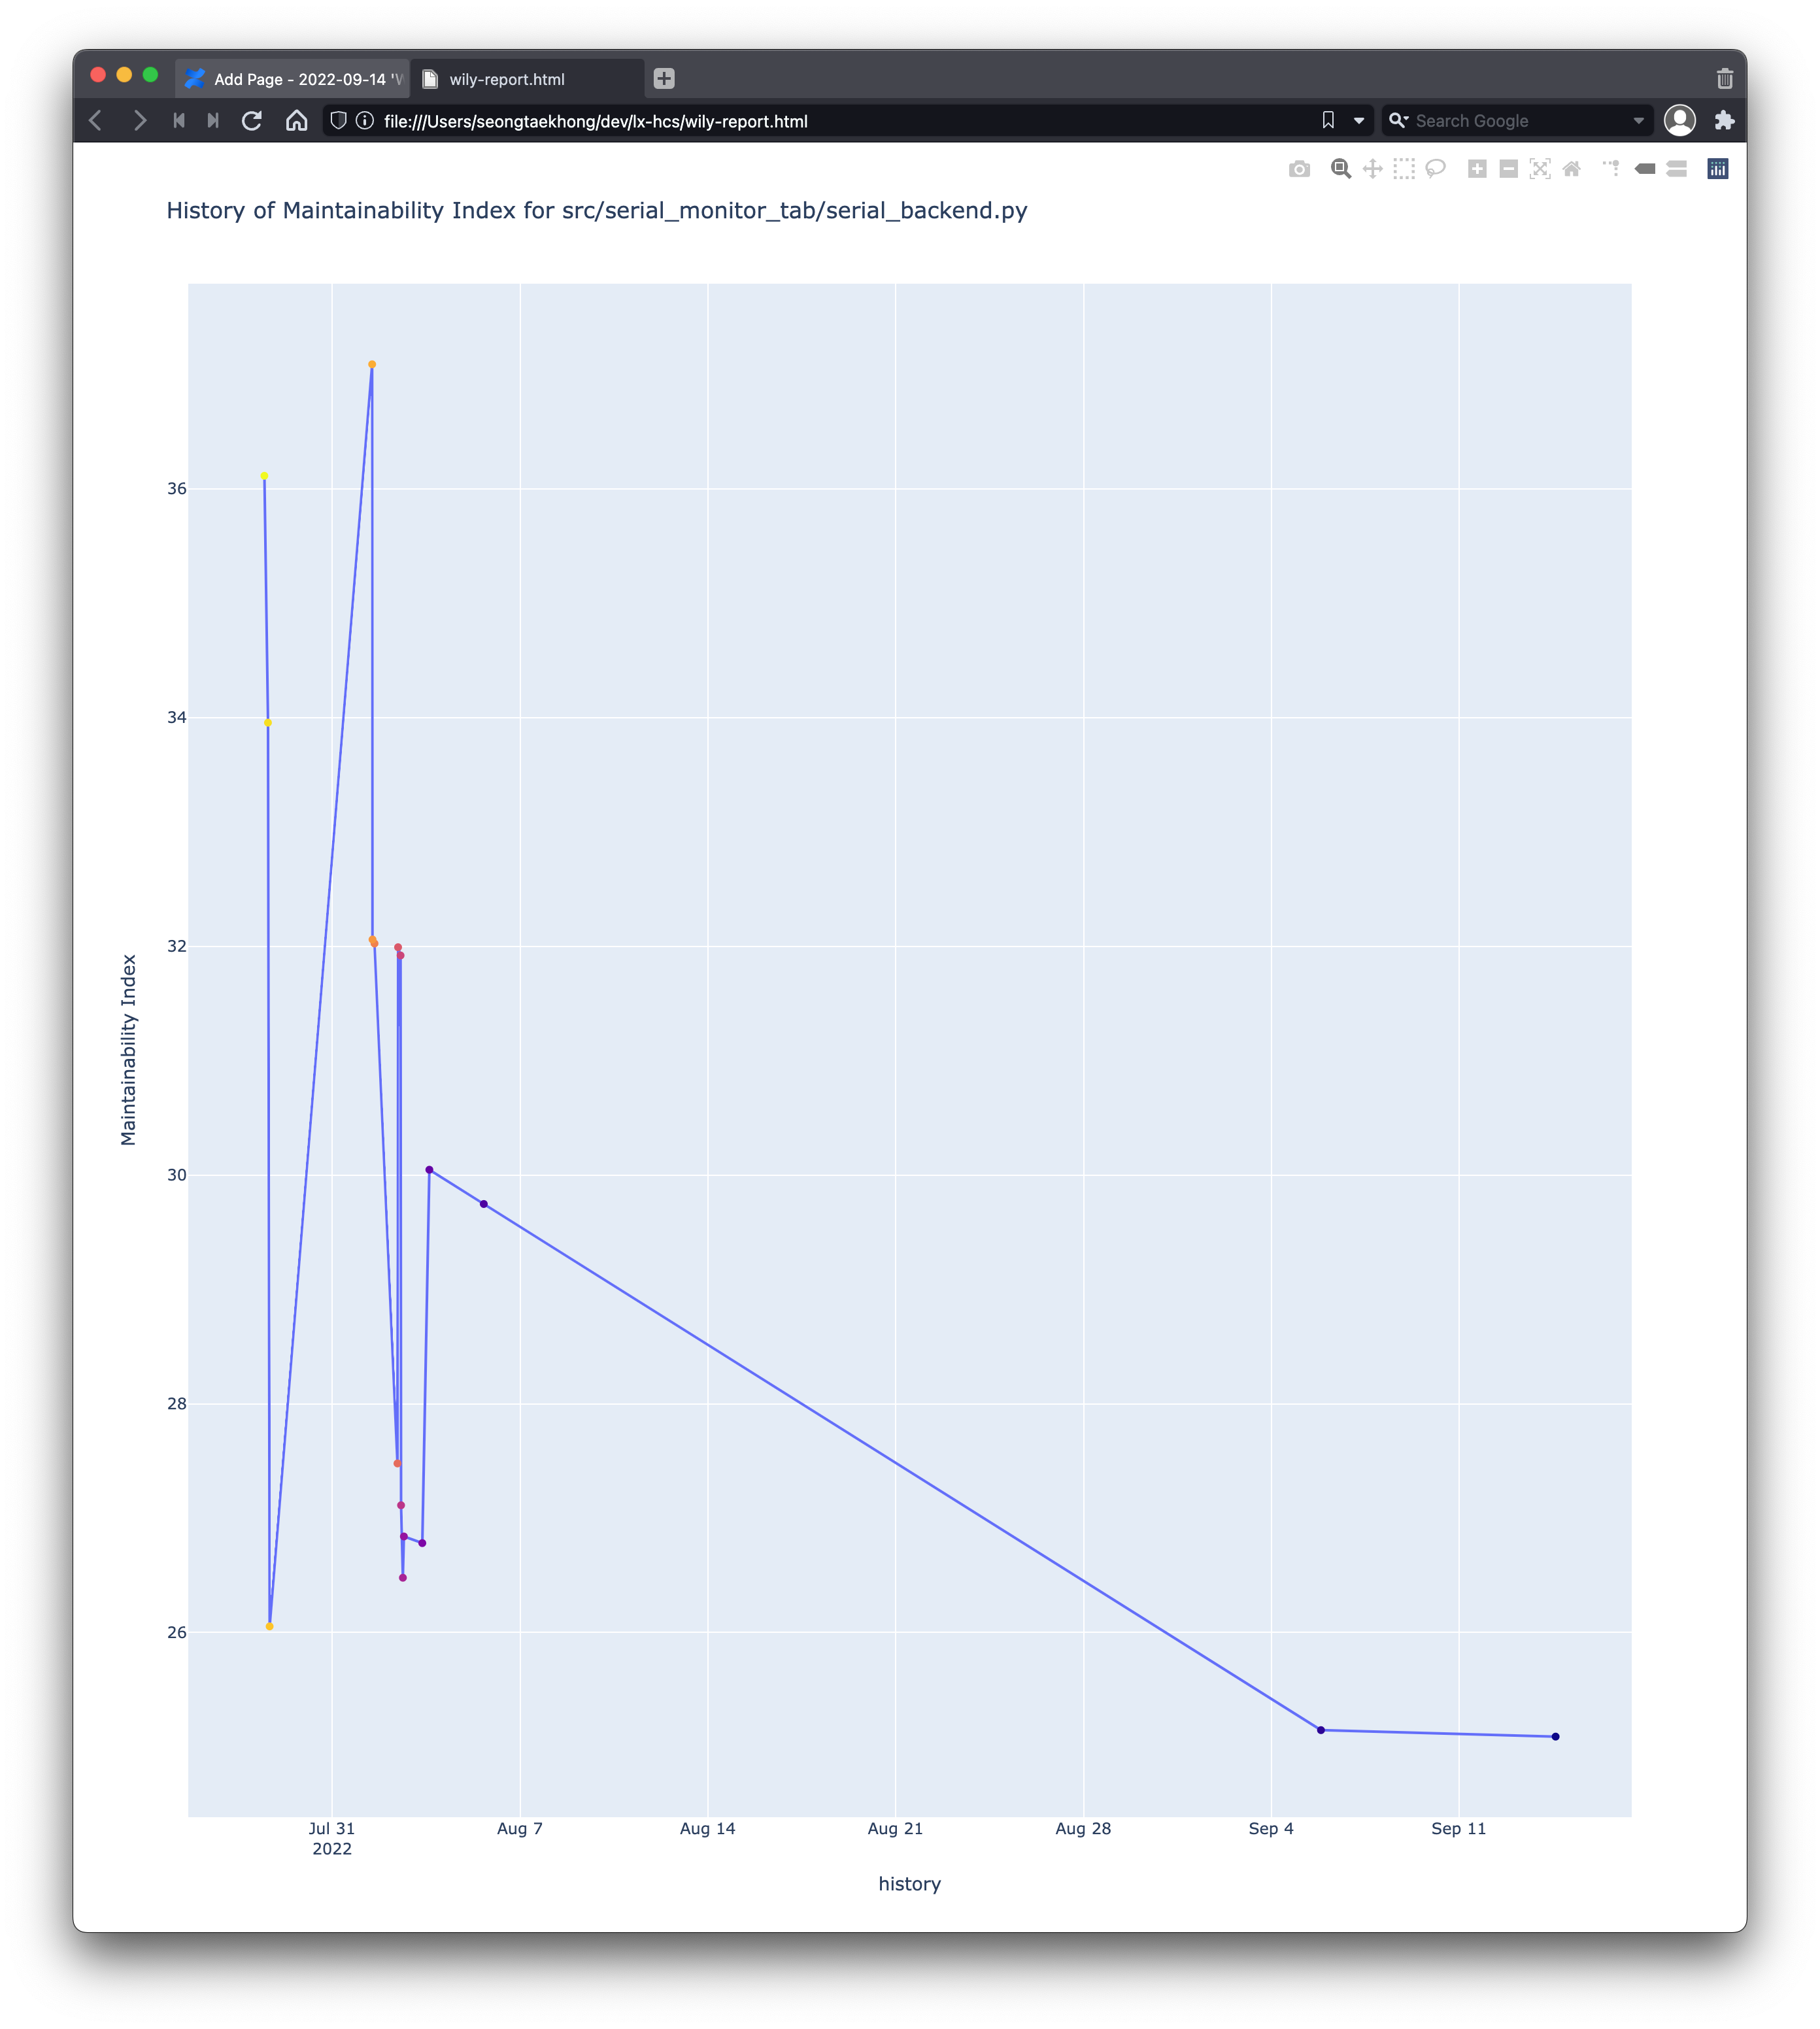 Add Page - 2022-09-14 'W
wily-report.html
file:///Users/seongtaekhong/dev/lx-hcs/wily-report.html
Search Google
History of Maintainability Index for src/serial_monitor_tab/serial_backend.py
36
34
32
30
28
26
Maintainability Index
Jul 31
2022
Aug 7
Aug 14
Aug 21
Aug 28
Sep 4
Sep 11
history